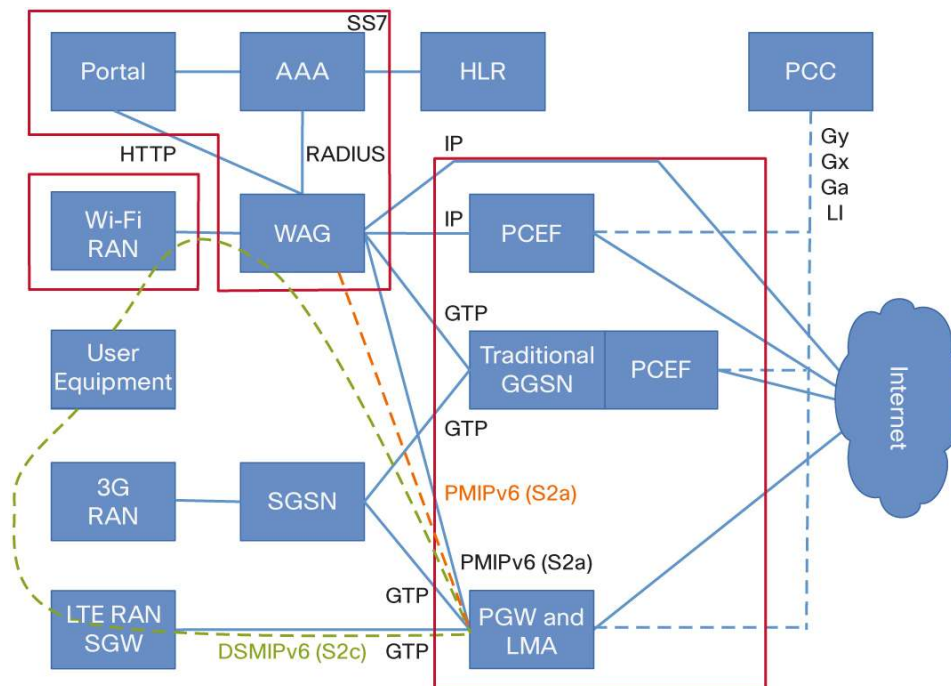 SS7
Portal
AAA
HLR
PCC
HTTP
RADIUS
IP
Gy
Gx
Ga
LI
Wi-Fi
RAN
WAG
IP
PCEF
GTP
User
Equipment
Traditional
GGSN
PCEF
Internet
GTP
3G
RAN
SGSN
PMIPv6 (S2a)
PMIPv6 (S2a)
GTP
LTE RAN
SGW
PGW and
LMA
DSMIPv6 (S2c)
GTP